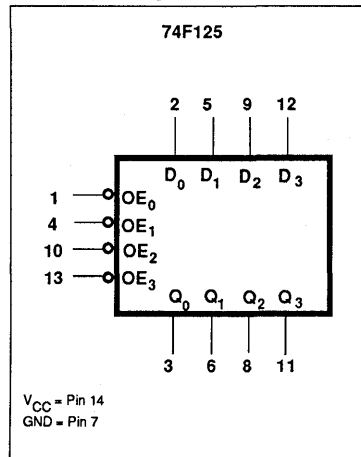 74F125
2 5 9 12
D0 D1 D2 D3
1 OE0
4 OE1
10 OE2
13 OE3
Q0 Q1 Q2 Q3
3 6 8 11
VCC = Pin 14
GND = Pin 7